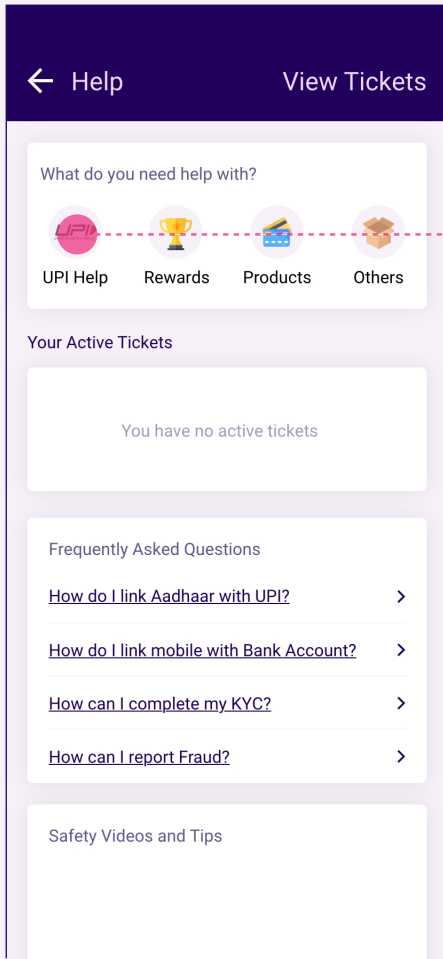 Help
View Tickets
What do you need help with?
UPI
UPI Help
Rewards
Products
Others
Your Active Tickets
You have no active tickets
Frequently Asked Questions
How do I link Aadhaar with UPI?
How do I link mobile with Bank Account?
How can I complete my KYC?
How can I report Fraud?
Safety Videos and Tips